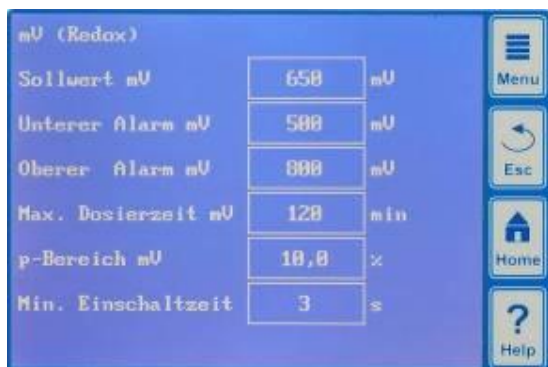 mV (Redox)
Sollwert mV 650 mV
Unterer Alarm mV 500 mV
Oberer Alarm mV 800 mV
Max. Dosierzeit mV 120 min
p-Bereich mV 10,0 %
Min. Einschaltzeit 3 s
Menu
Esc
Home
?
Help